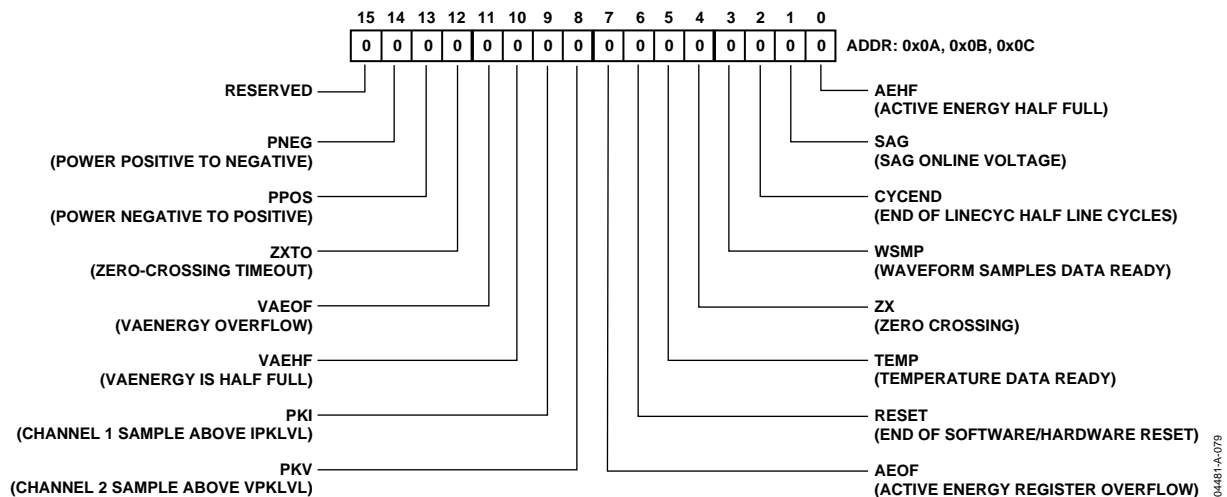 15 14 13 12 11 10 9 8 7 6 5 4 3 2 1 0
0 0 0 0 0 0 0 0 0 0 0 0 0 0 0 0 ADDR: 0x0A, 0x0B, 0x0C
RESERVED
PNEG
(POWER POSITIVE TO NEGATIVE)
PPOS
(POWER NEGATIVE TO POSITIVE)
ZXTO
(ZERO-CROSSING TIMEOUT)
VAEOF
(VAENERGY OVERFLOW)
VAEHF
(VAENERGY IS HALF FULL)
PKI
(CHANNEL 1 SAMPLE ABOVE IPKLVL)
PKV
(CHANNEL 2 SAMPLE ABOVE VPKLVL)
AEHF
(ACTIVE ENERGY HALF FULL)
SAG
(SAG ONLINE VOLTAGE)
CYCEND
(END OF LINECYC HALF LINE CYCLES)
WSMP
(WAVEFORM SAMPLES DATA READY)
ZX
(ZERO CROSSING)
TEMP
(TEMPERATURE DATA READY)
RESET
(END OF SOFTWARE/HARDWARE RESET)
AEOF
(ACTIVE ENERGY REGISTER OVERFLOW)
04481-A-079